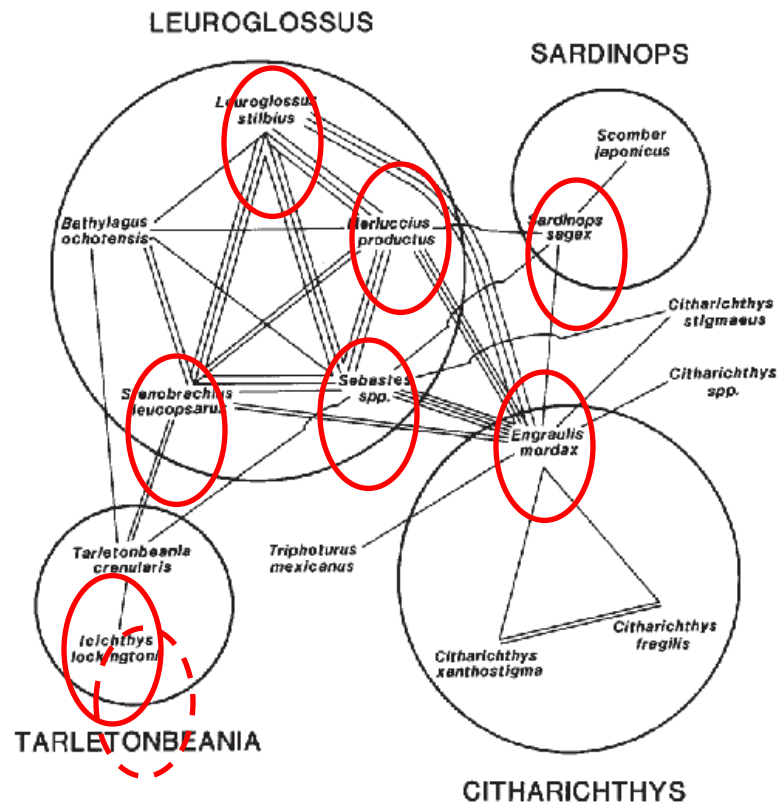 LEUROGLOSSUS
SARDINOPS
Leuroglossus
stilbius
Scomber
japonicus
Bathylagus
ochotensis
Merluccius
productus
Sardinops
sagax
Citharichthys
stigmaeus
Stenobrachius
leucopsarus
Sebastes
spp.
Citharichthys
spp.
Engraulis
mordax
Tarletonbeania
crenularis
Triphoturus
mexicanus
Icichthys
lockingtoni
Citharichthys
fragilis
Citharichthys
xanthostigma
TARLETONBEANIA
CITHARICHTHYS